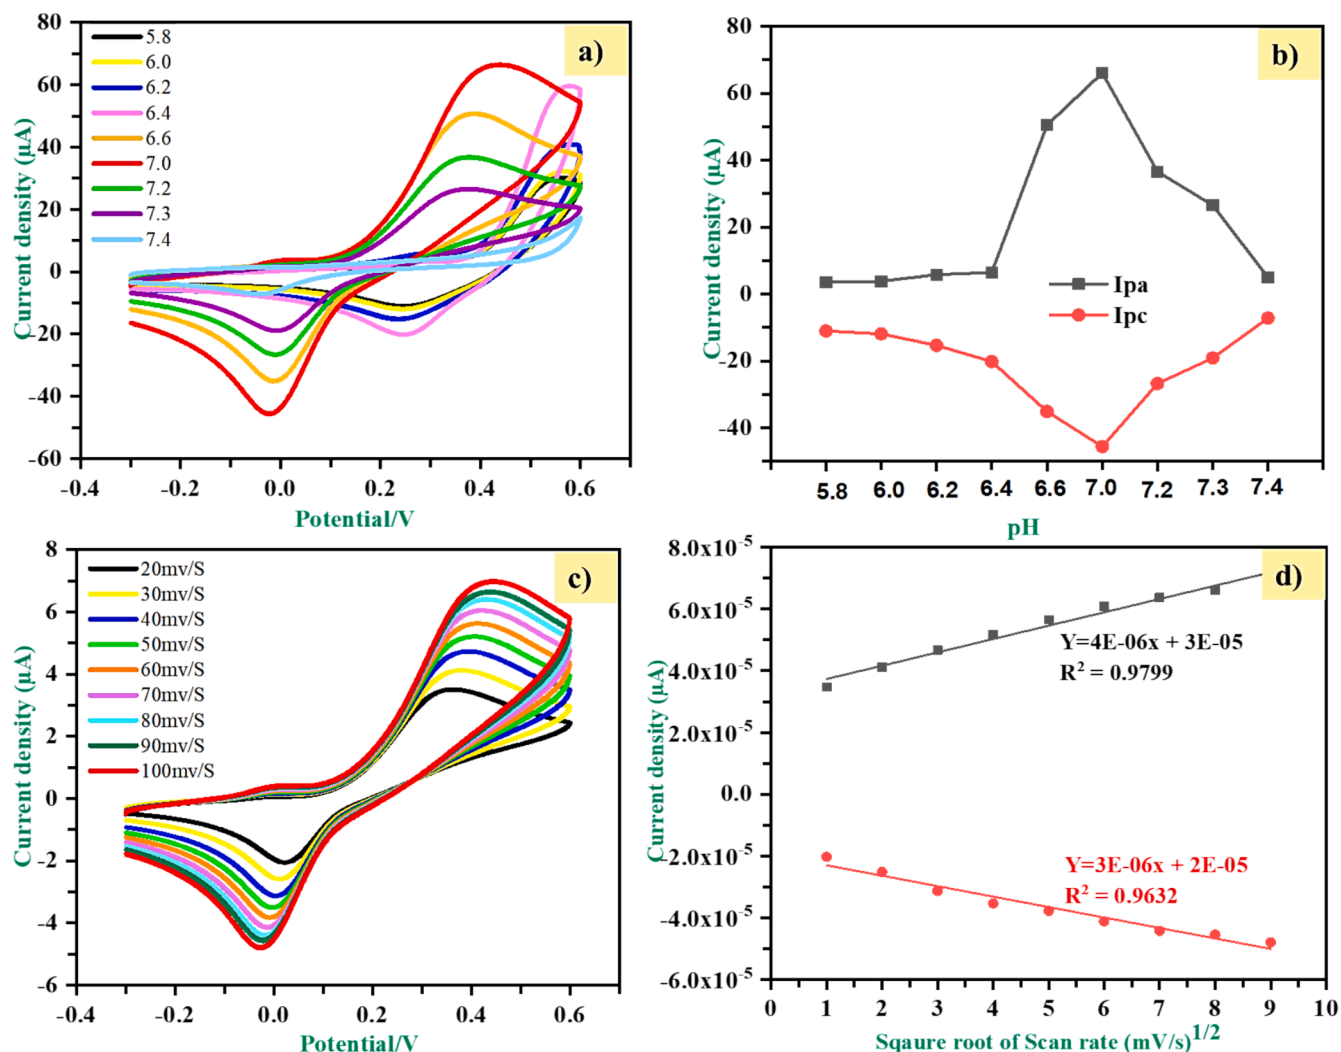 a)
5.8
6.0
6.2
6.4
6.6
7.0
7.2
7.3
7.4
80
60
40
20
0
-20
-40
-60
-0.4 -0.2 0.0 0.2 0.4 0.6
Current density (μA)
Potential/V
b)
80
60
40
20
0
-20
-40
Ipa
Ipc
5.8 6.0 6.2 6.4 6.6 7.0 7.2 7.3 7.4
Current density (μA)
pH
c)
20mv/S
30mv/S
40mv/S
50mv/S
60mv/S
70mv/S
80mv/S
90mv/S
100mv/S
8
6
4
2
0
-2
-4
-6
-0.4 -0.2 0.0 0.2 0.4 0.6
Current density (μA)
Potential/V
d)
8.0x10⁻⁵
6.0x10⁻⁵
4.0x10⁻⁵
2.0x10⁻⁵
0.0
-2.0x10⁻⁵
-4.0x10⁻⁵
-6.0x10⁻⁵
Y=4E-06x + 3E-05
R² = 0.9799
Y=3E-06x + 2E-05
R² = 0.9632
0 1 2 3 4 5 6 7 8 9 10
Current density (μA)
Sqaure root of Scan rate (mV/s)¹/²